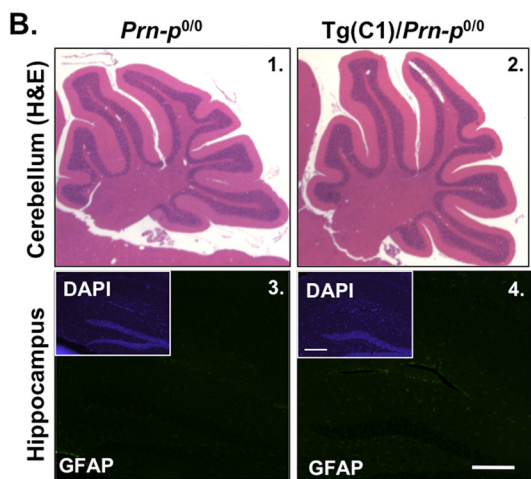 B.
Prn-p0/0
Tg(C1)/Prn-p0/0
Cerebellum (H&E)
1.
2.
Hippocampus
DAPI
3.
GFAP
DAPI
4.
GFAP